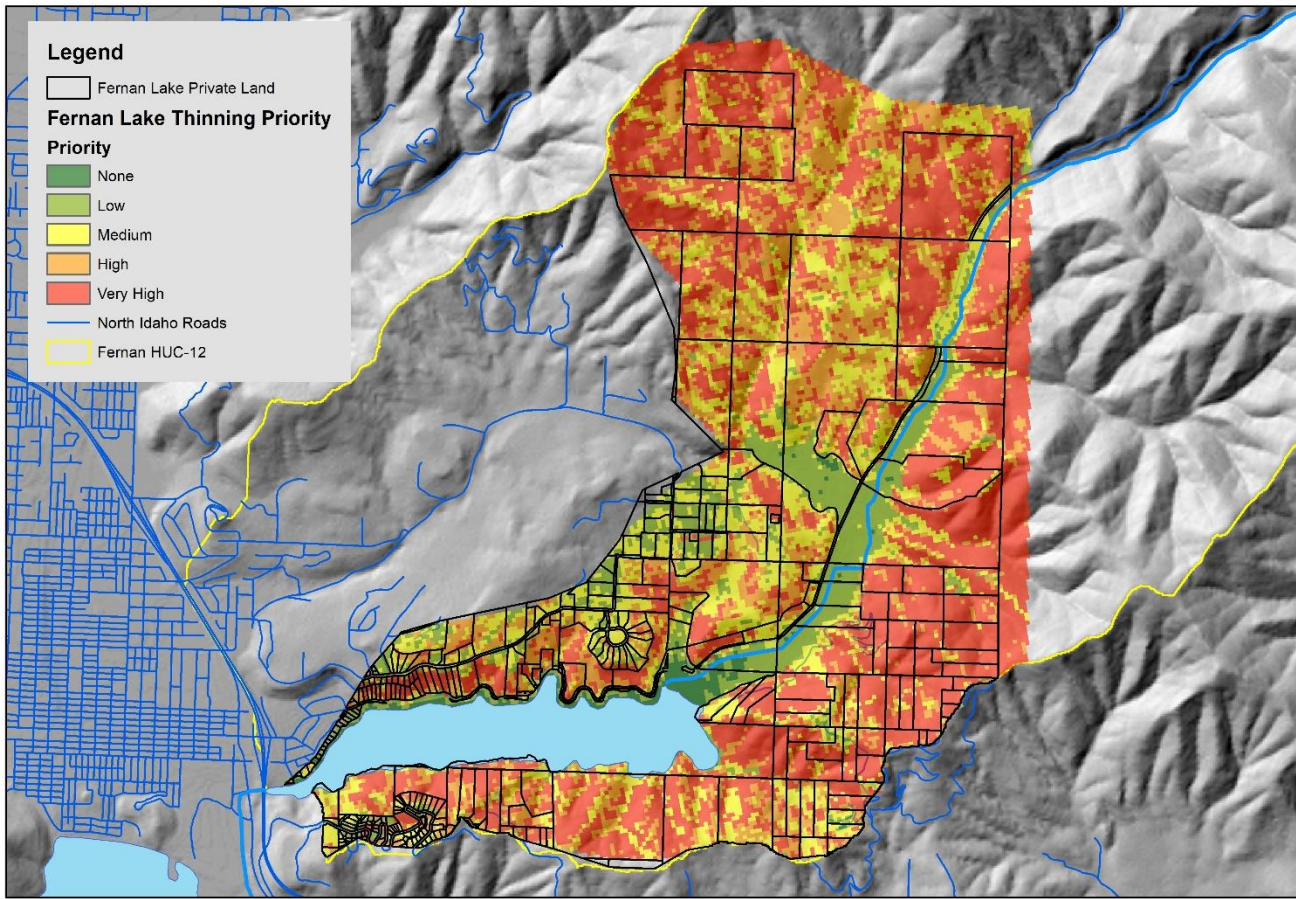 Legend
Fernan Lake Private Land
Fernan Lake Thinning Priority
Priority
None
Low
Medium
High
Very High
North Idaho Roads
Fernan HUC-12